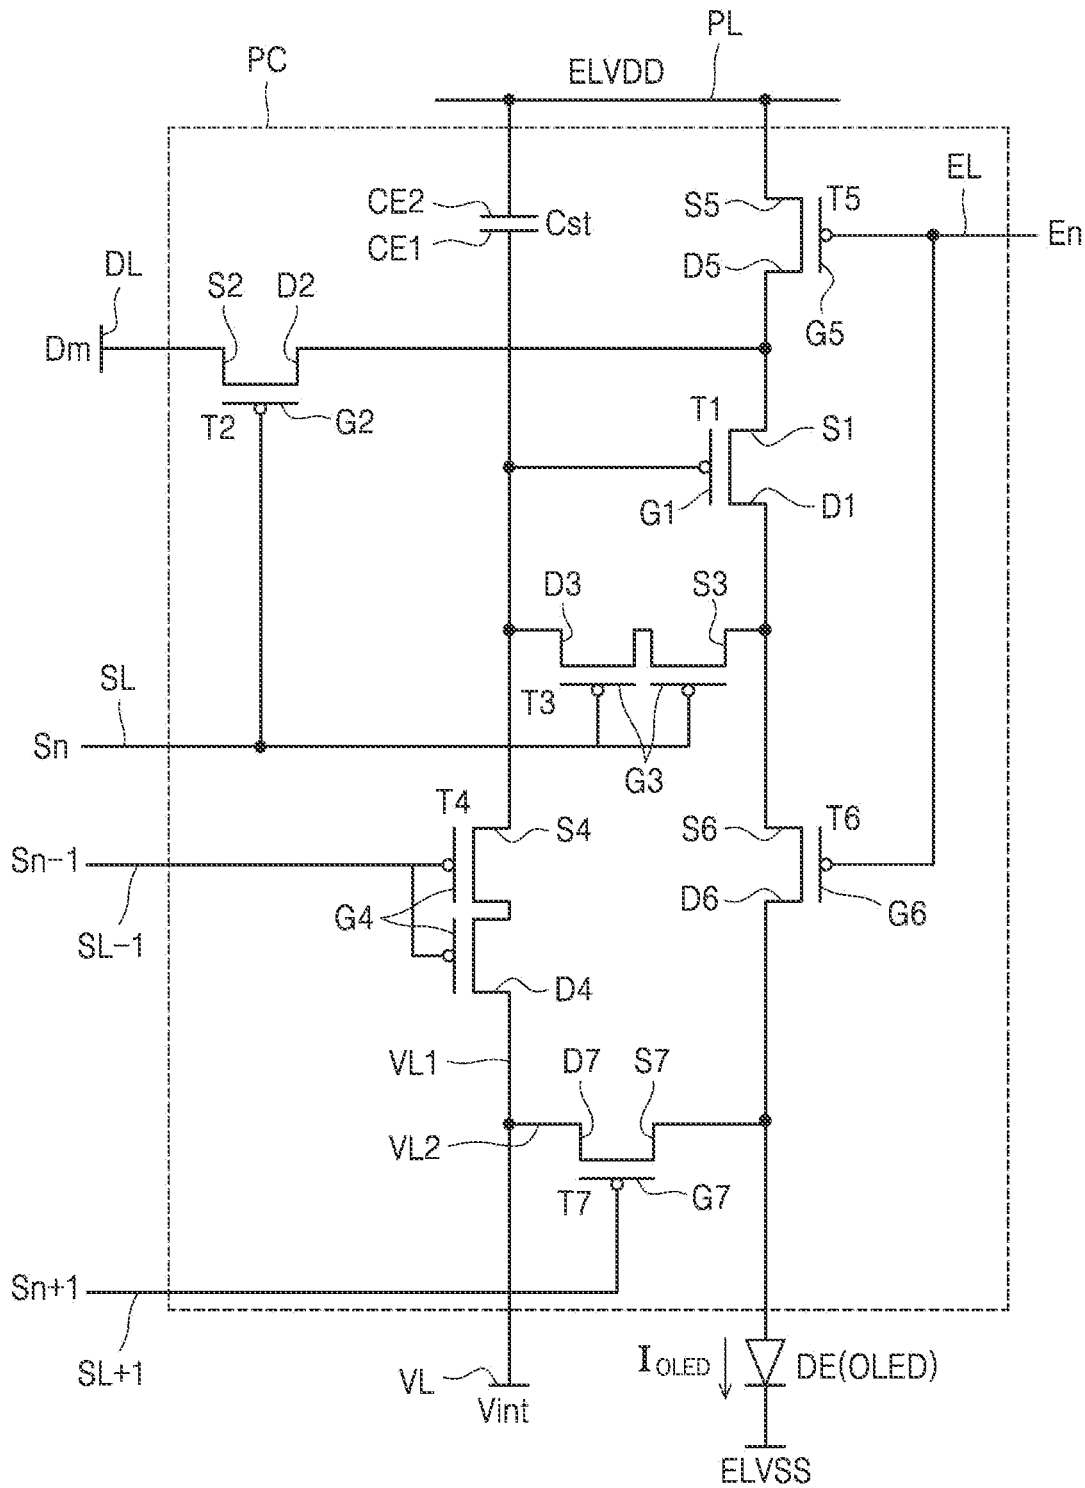 PL
PC
ELVDD
EL
CE2
S5
T5
Cst
En
CE1
DL
D5
S2
D2
G5
Dm
T1
T2
G2
S1
G1
D1
D3
S3
SL
T3
Sn
G3
T4
T6
S4
S6
Sn-1
G4
D6
G6
SL-1
D4
VL1
D7
S7
VL2
T7
G7
Sn+1
SL+1
IOLED
DE(OLED)
VL
Vint
ELVSS